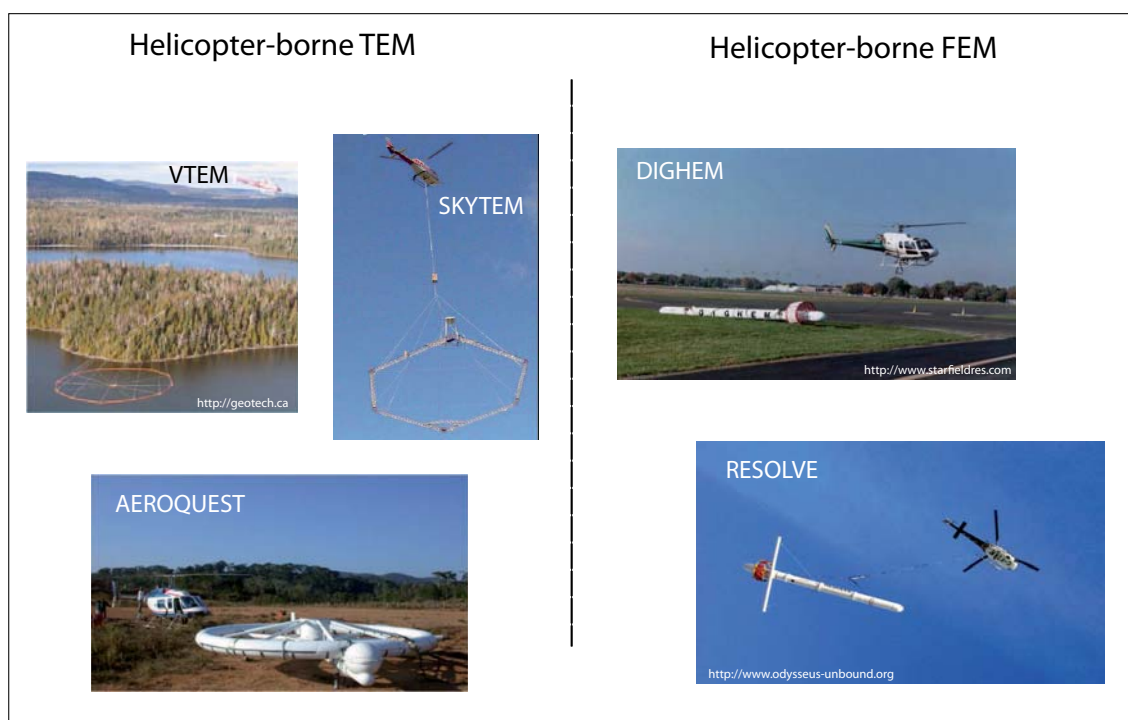 Helicopter-borne TEM
Helicopter-borne FEM
VTEM
http://geotech.ca
SKYTEM
AEROQUEST
DIGHEM
DIGHEM
http://www.starfieldres.com
RESOLVE
http://www.odysseus-unbound.org